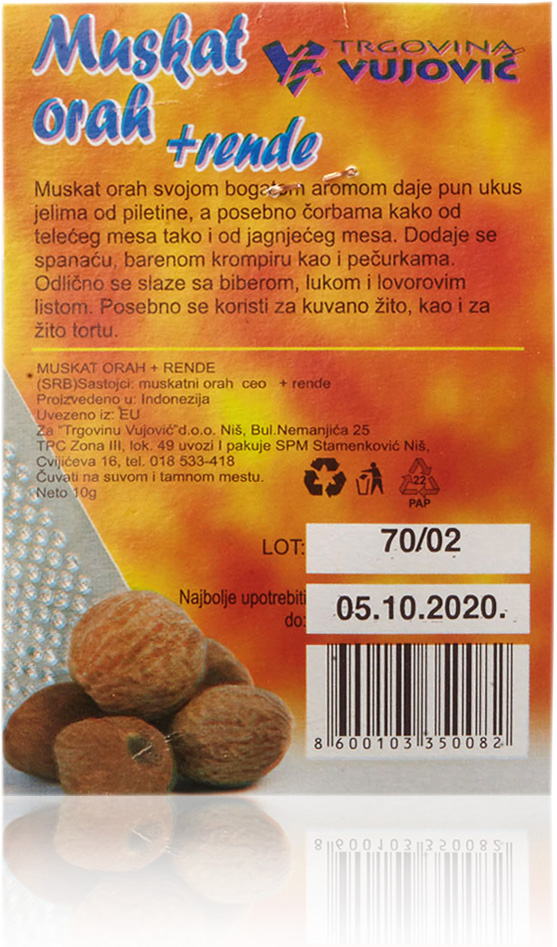 Muskat
orah
+rende
TRGOVINA
VUJOVIĆ
Muskat orah svojom bogatom aromom daje pun ukus
jelima od piletine, a posebno čorbama kako od
telećeg mesa tako i od jagnjećeg mesa. Dodaje se
spanaću, barenom krompiru kao i pečurkama.
Odlično se slaze sa biberom, lukom i lovorovim
listom. Posebno se koristi za kuvano žito, kao i za
žito tortu.
MUSKAT ORAH + RENDE
(SRB)Sastojci: muskatni orah ceo + rende
Proizvedeno u: Indonezija
Uvezeno iz: EU
Za "Trgovinu Vujović"d.o.o. Niš, Bul.Nemanjića 25
TPC Zona III, lok. 49 uvozi I pakuje SPM Stamenković Niš,
Cvijićeva 16, tel. 018 533-418
Čuvati na suvom i tamnom mestu.
Neto 10g
22
PAP
LOT: 70/02
Najbolje upotrebiti
do: 05.10.2020.
8 600103 350082